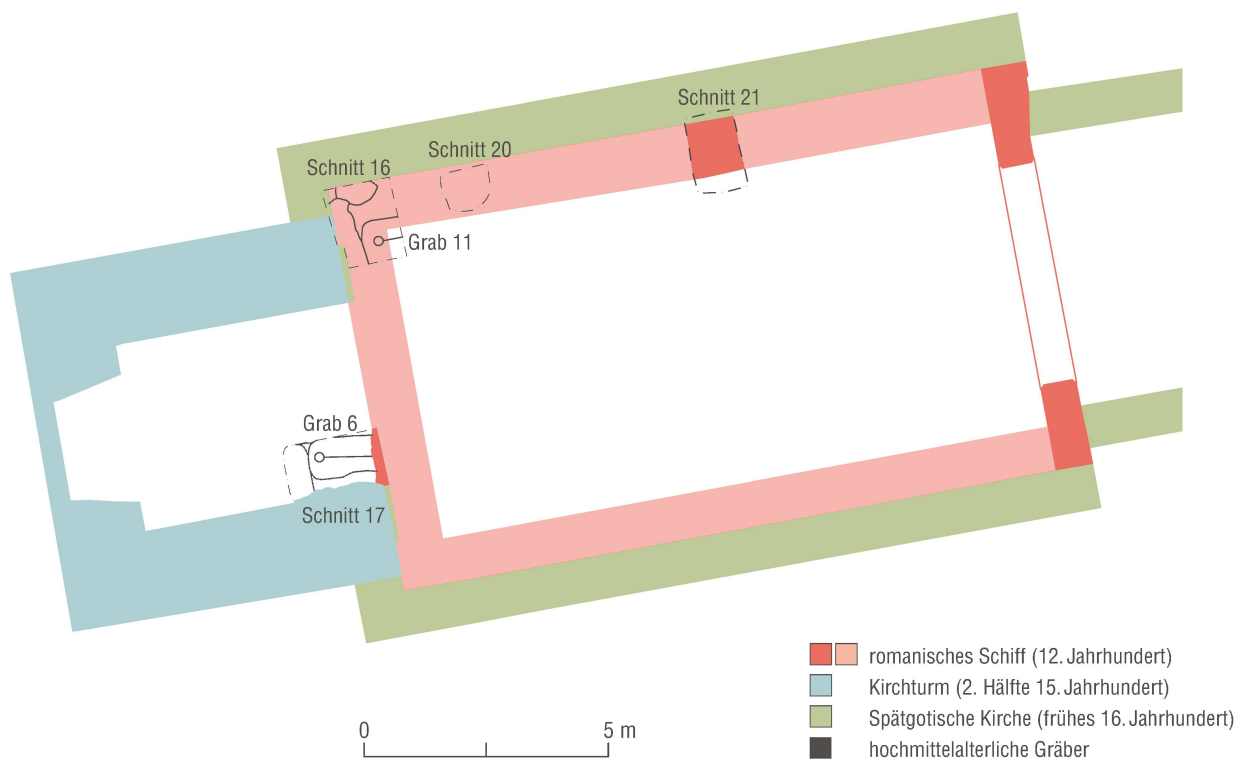 Schnitt 21
Schnitt 20
Schnitt 16
Grab 11
Grab 6
Schnitt 17
romanisches Schiff (12. Jahrhundert)
Kirchturm (2. Hälfte 15. Jahrhundert)
Spätgotische Kirche (frühes 16. Jahrhundert)
hochmittelalterliche Gräber
0 5 m